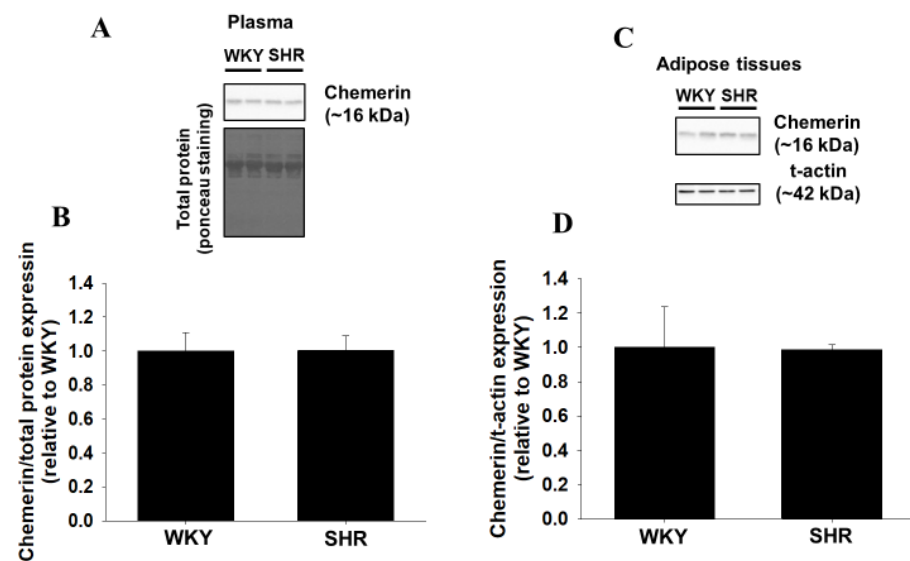 A
Plasma
WKY SHR
Chemerin
(~16 kDa)
Total protein
(ponceau staining)
C
Adipose tissues
WKY SHR
Chemerin
(~16 kDa)
t-actin
(~42 kDa)
B
Chemerin/total protein expressin
(relative to WKY)
1.4
1.2
1.0
0.8
0.6
0.4
0.2
0.0
WKY SHR
D
Chemerin/t-actin expression
(relative to WKY)
1.4
1.2
1.0
0.8
0.6
0.4
0.2
0.0
WKY SHR